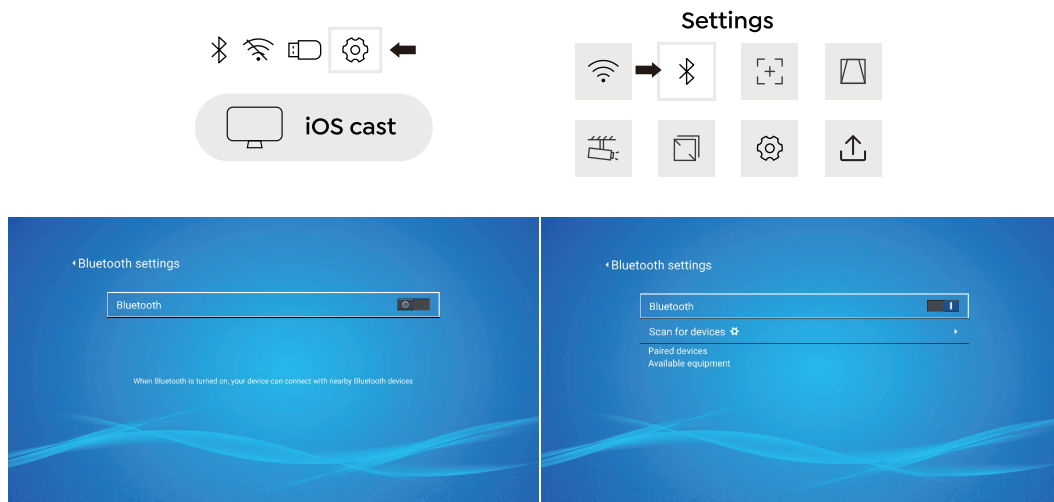 Settings
iOS cast
Bluetooth settings
Bluetooth
When Bluetooth is turned on, your device can connect with nearby Bluetooth devices
Bluetooth settings
Bluetooth
Scan for devices
Paired devices
Available equipment